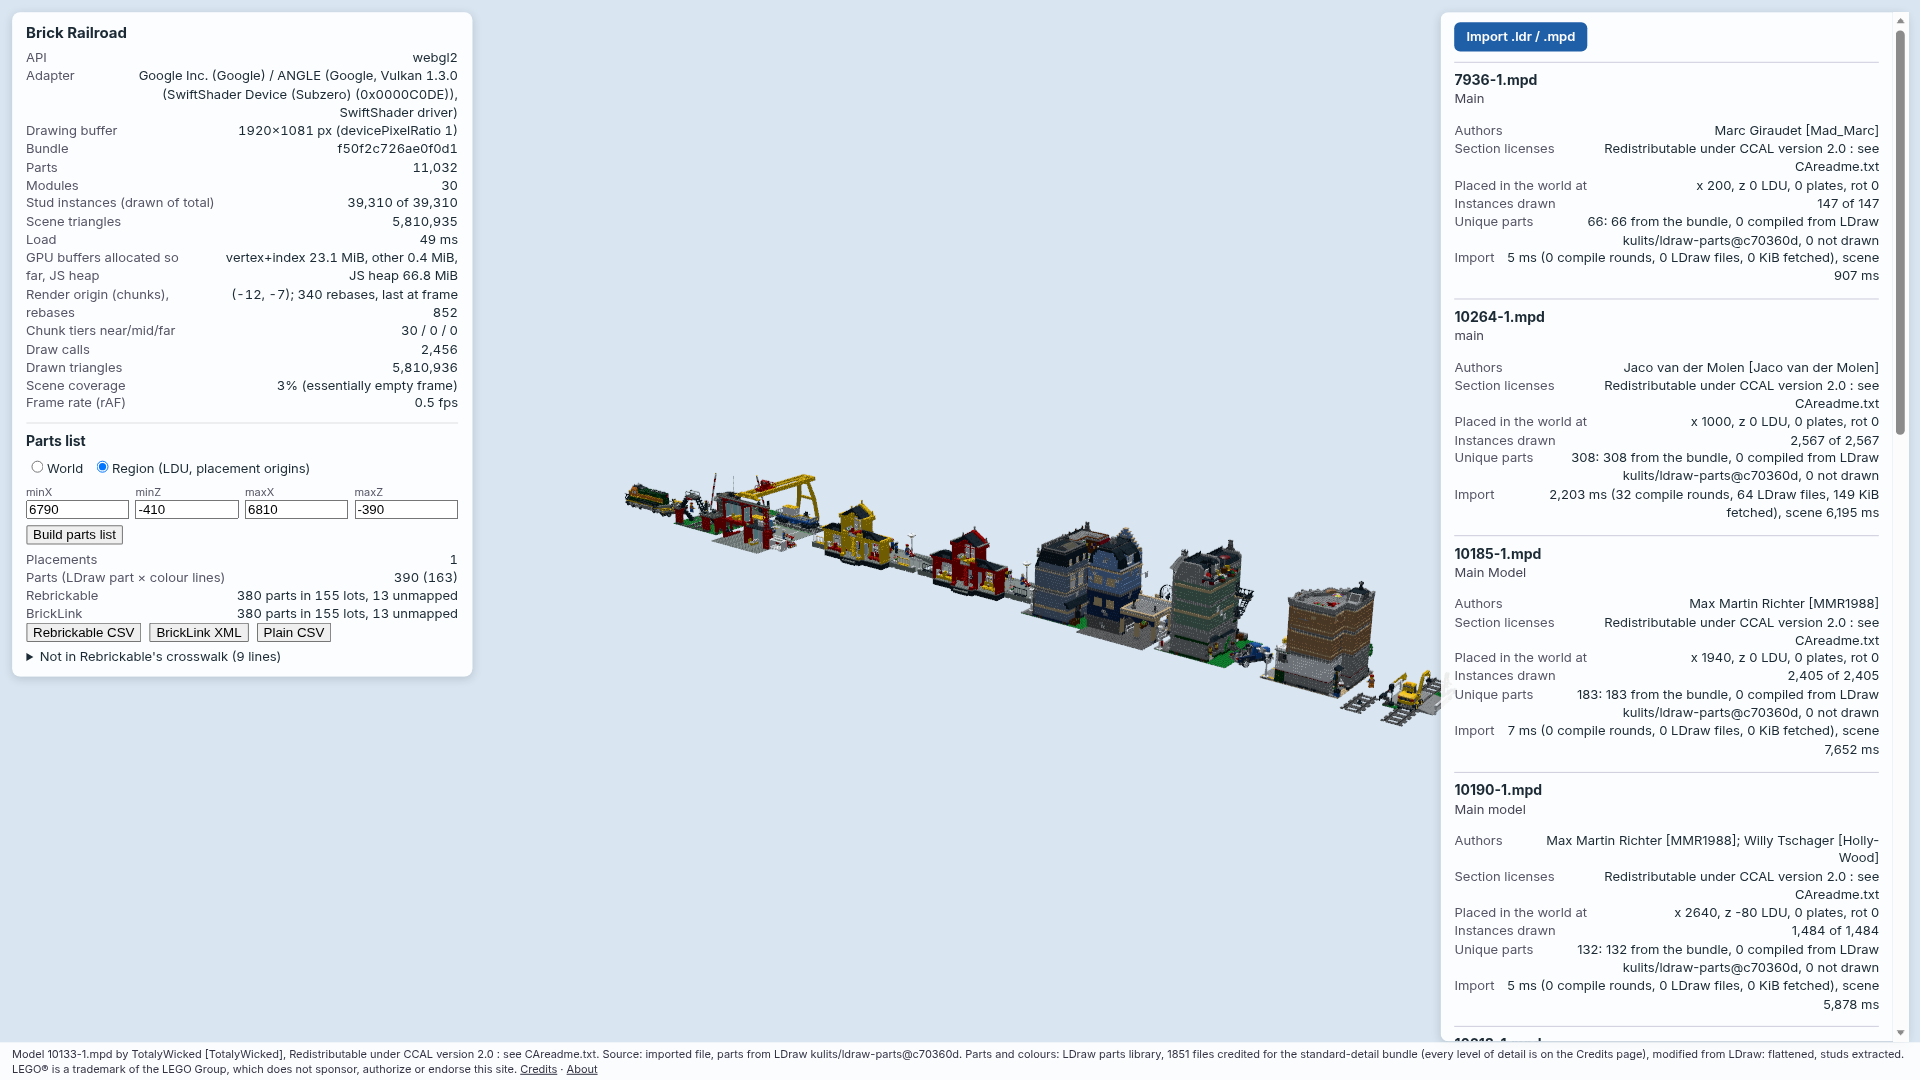 Brick Railroad
API webgl2
Adapter Google Inc. (Google) / ANGLE (Google, Vulkan 1.3.0
(SwiftShader Device (Subzero) (0x0000C0DE)),
SwiftShader driver)
Drawing buffer 1920×1081 px (devicePixelRatio 1)
Bundle f50f2c726ae0f0d1
Parts 11,032
Modules 30
Stud instances (drawn of total) 39,310 of 39,310
Scene triangles 5,810,935
Load 49 ms
GPU buffers allocated so vertex+index 23.1 MiB, other 0.4 MiB,
far, JS heap JS heap 66.8 MiB
Render origin (chunks), (-12, -7); 340 rebases, last at frame
rebases 852
Chunk tiers near/mid/far 30 / 0 / 0
Draw calls 2,456
Drawn triangles 5,810,936
Scene coverage 3% (essentially empty frame)
Frame rate (rAF) 0.5 fps
Parts list
World Region (LDU, placement origins)
minX minZ maxX maxZ
6790 -410 6810 -390
Build parts list
Placements 1
Parts (LDraw part × colour lines) 390 (163)
Rebrickable 380 parts in 155 lots, 13 unmapped
BrickLink 380 parts in 155 lots, 13 unmapped
Rebrickable CSV BrickLink XML Plain CSV
▶ Not in Rebrickable's crosswalk (9 lines)
Import .ldr / .mpd
7936-1.mpd
Main
Authors Marc Giraudet [Mad_Marc]
Section licenses Redistributable under CCAL version 2.0 : see
CAreadme.txt
Placed in the world at x 200, z 0 LDU, 0 plates, rot 0
Instances drawn 147 of 147
Unique parts 66: 66 from the bundle, 0 compiled from LDraw
kulits/ldraw-parts@c70360d, 0 not drawn
Import 5 ms (0 compile rounds, 0 LDraw files, 0 KiB fetched), scene
907 ms
10264-1.mpd
main
Authors Jaco van der Molen [Jaco van der Molen]
Section licenses Redistributable under CCAL version 2.0 : see
CAreadme.txt
Placed in the world at x 1000, z 0 LDU, 0 plates, rot 0
Instances drawn 2,567 of 2,567
Unique parts 308: 308 from the bundle, 0 compiled from LDraw
kulits/ldraw-parts@c70360d, 0 not drawn
Import 2,203 ms (32 compile rounds, 64 LDraw files, 149 KiB
fetched), scene 6,195 ms
10185-1.mpd
Main Model
Authors Max Martin Richter [MMR1988]
Section licenses Redistributable under CCAL version 2.0 : see
CAreadme.txt
Placed in the world at x 1940, z 0 LDU, 0 plates, rot 0
Instances drawn 2,405 of 2,405
Unique parts 183: 183 from the bundle, 0 compiled from LDraw
kulits/ldraw-parts@c70360d, 0 not drawn
Import 7 ms (0 compile rounds, 0 LDraw files, 0 KiB fetched), scene
7,652 ms
10190-1.mpd
Main model
Authors Max Martin Richter [MMR1988]; Willy Tschager [Holly-
Wood]
Section licenses Redistributable under CCAL version 2.0 : see
CAreadme.txt
Placed in the world at x 2640, z -80 LDU, 0 plates, rot 0
Instances drawn 1,484 of 1,484
Unique parts 132: 132 from the bundle, 0 compiled from LDraw
kulits/ldraw-parts@c70360d, 0 not drawn
Import 5 ms (0 compile rounds, 0 LDraw files, 0 KiB fetched), scene
5,878 ms
Model 10133-1.mpd by TotalyWicked [TotalyWicked], Redistributable under CCAL version 2.0 : see CAreadme.txt. Source: imported file, parts from LDraw kulits/ldraw-parts@c70360d. Parts and colours: LDraw parts library, 1851 files credited for the standard-detail bundle (every level of detail is on the Credits page), modified from LDraw: flattened, studs extracted.
LEGO® is a trademark of the LEGO Group, which does not sponsor, authorize or endorse this site. Credits · About